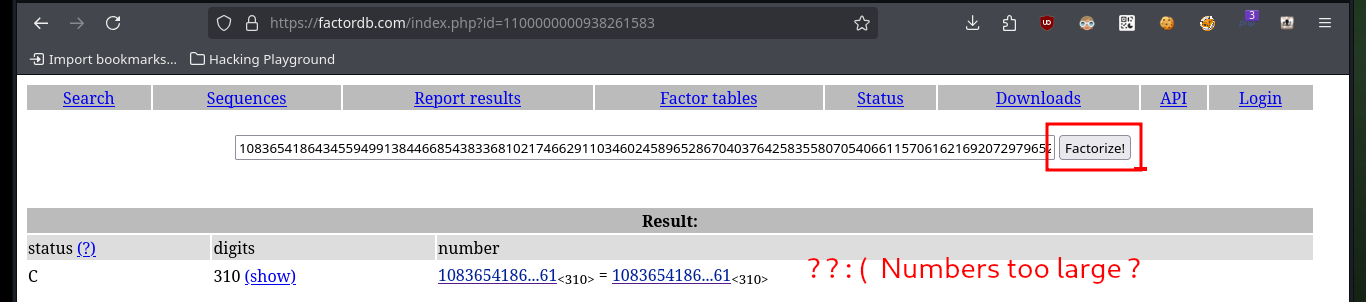 https://factordb.com/index.php?id=1100000000938261583
3
Import bookmarks... Hacking Playground
Search Sequences Report results Factor tables Status Downloads API Login
Factorize!
Result:
status (?) digits number
C 310 (show) 1083654186...61<310> = 1083654186...61<310>
??:( Numbers too large ?